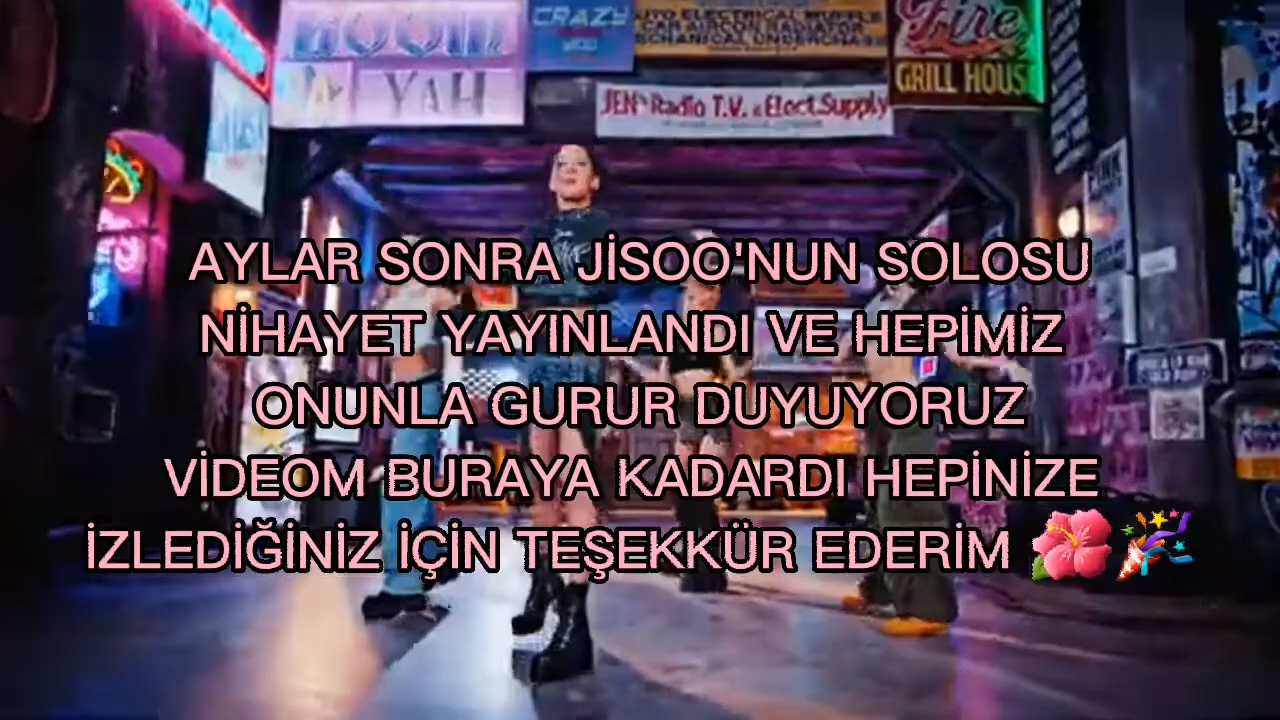 CRAZY
Fire
GRILL HOUSE
YAH
JEN's Radio T.V. & Elect.Supply
AYLAR SONRA JİSOO'NUN SOLOSU
NİHAYET YAYINLANDI VE HEPİMİZ
ONUNLA GURUR DUYUYORUZ
VİDEOM BURAYA KADARDI HEPİNİZE
İZLEDİĞİNİZ İÇİN TEŞEKKÜR EDERİM 🌺🎉